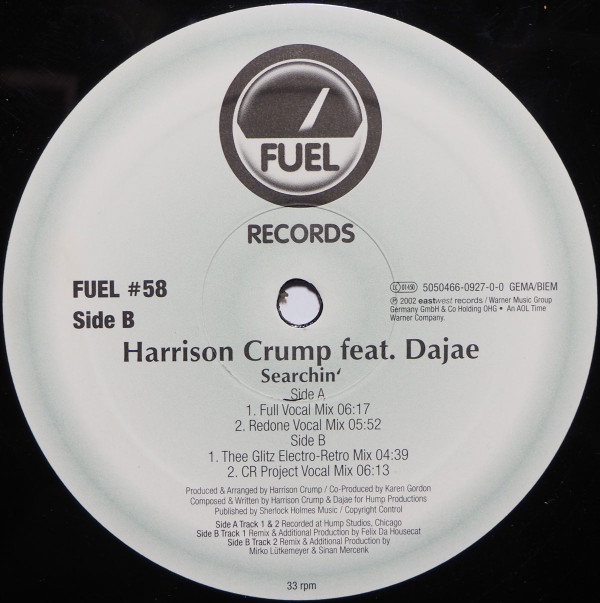 FUEL
RECORDS
FUEL #58
Side B
LC 01450 5050466-0927-0-0 GEMA/BIEM
℗ 2002 eastwest records / Warner Music Group
Germany GmbH & Co Holding OHG • An AOL Time
Warner Company.
Harrison Crump feat. Dajae
Searchin‘
Side A
1. Full Vocal Mix 06:17
2. Redone Vocal Mix 05:52
Side B
1. Thee Glitz Electro-Retro Mix 04:39
2. CR Project Vocal Mix 06:13
Produced & Arranged by Harrison Crump / Co-Produced by Karen Gordon
Composed & Written by Harrison Crump & Dajae for Hump Productions
Published by Sherlock Holmes Music / Copyright Control
Side A Track 1 & 2 Recorded at Hump Studios, Chicago
Side B Track 1 Remix & Additional Production by Felix Da Housecat
Side B Track 2 Remix & Additional Production by
Mirko Lütkemeyer & Sinan Mercenk
33 rpm